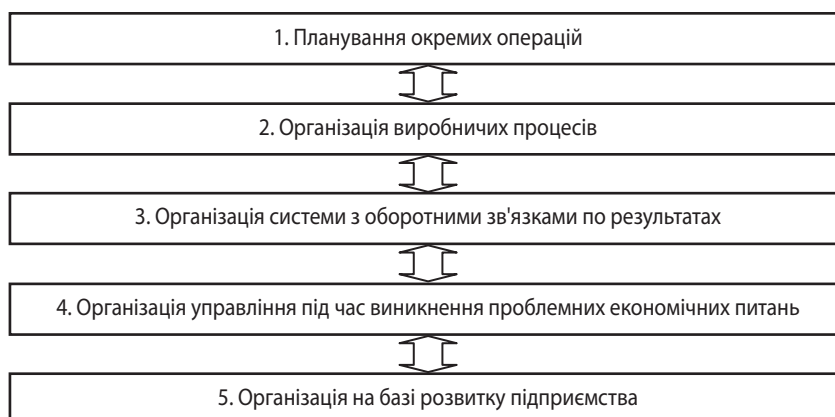 1. Планування окремих операцій
2. Організація виробничих процесів
3. Організація системи з оборотними зв'язками по результатах
4. Організація управління під час виникнення проблемних економічних питань
5. Організація на базі розвитку підприємства